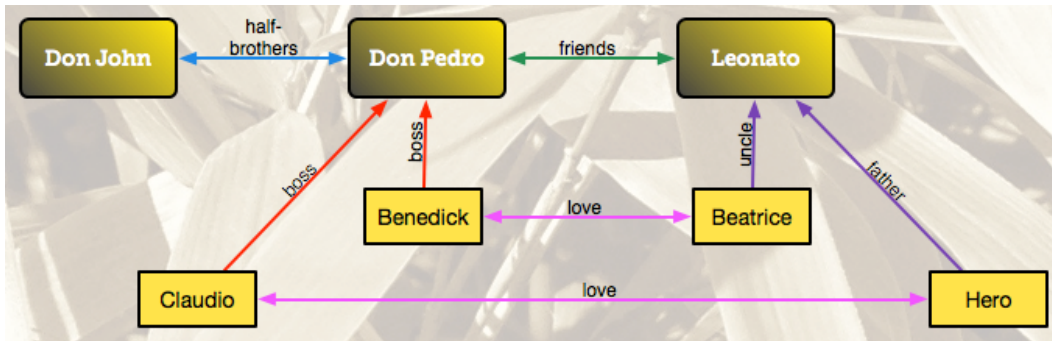 half-
brothers
Don John
Don Pedro
friends
Leonato
boss
boss
uncle
father
Benedick
love
Beatrice
Claudio
love
Hero